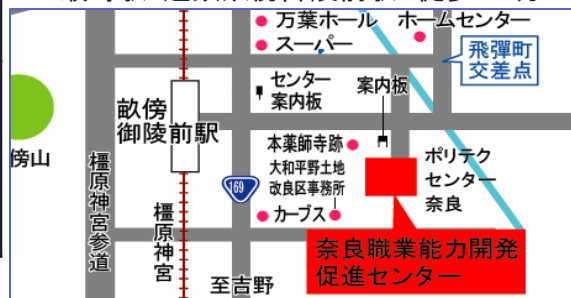 万葉ホール
ホームセンター
スーパー
飛彈町
交差点
センター
案内板
案内板
畝傍
御陵前駅
傍山
本薬師寺跡
大和平野土地
改良区事務所
ポリテク
センター
奈良
169
カーブス
橿原神宮参道
橿原神宮
奈良職業能力開発
促進センター
至吉野